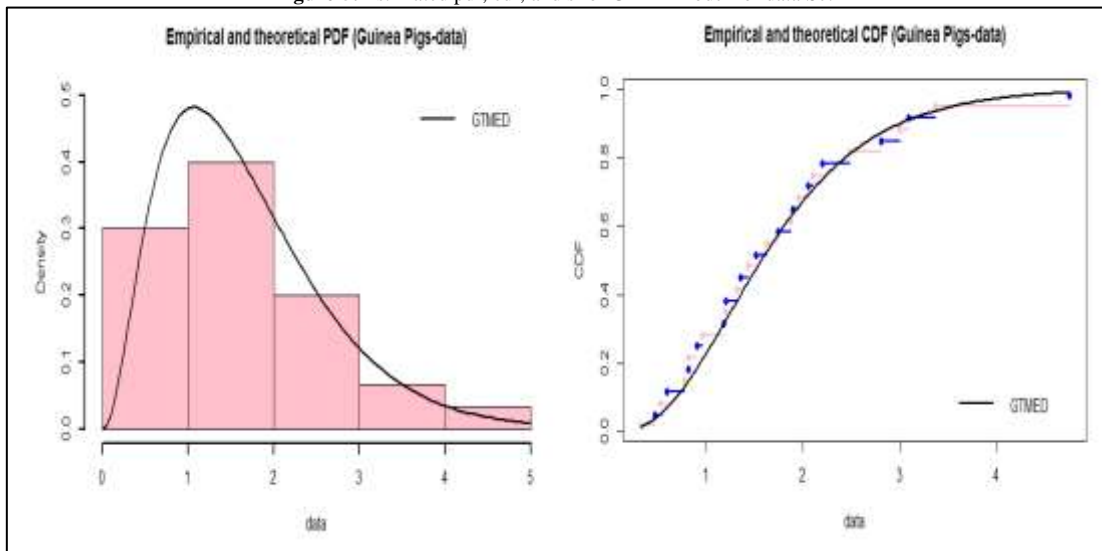 Empirical and theoretical PDF (Guinea Pigs-data)
GTMED
Density
0.0
0.1
0.2
0.3
0.4
0.5
0
1
2
3
4
5
data
Empirical and theoretical CDF (Guinea Pigs-data)
GTMED
CDF
0.0
0.2
0.4
0.6
0.8
1.0
1
2
3
4
data